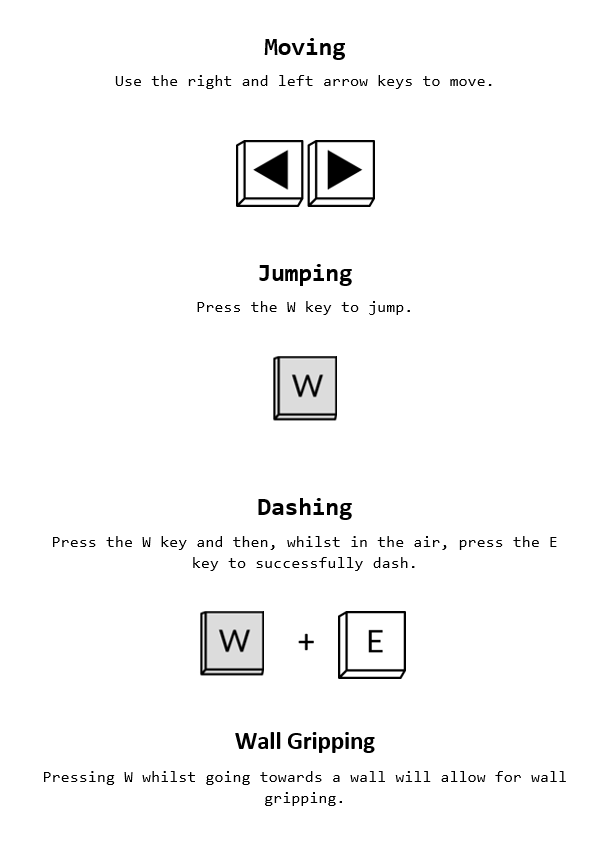 Moving
Use the right and left arrow keys to move.
Jumping
Press the W key to jump.
W
Dashing
Press the W key and then, whilst in the air, press the E
key to successfully dash.
W + E
Wall Gripping
Pressing W whilst going towards a wall will allow for wall
gripping.